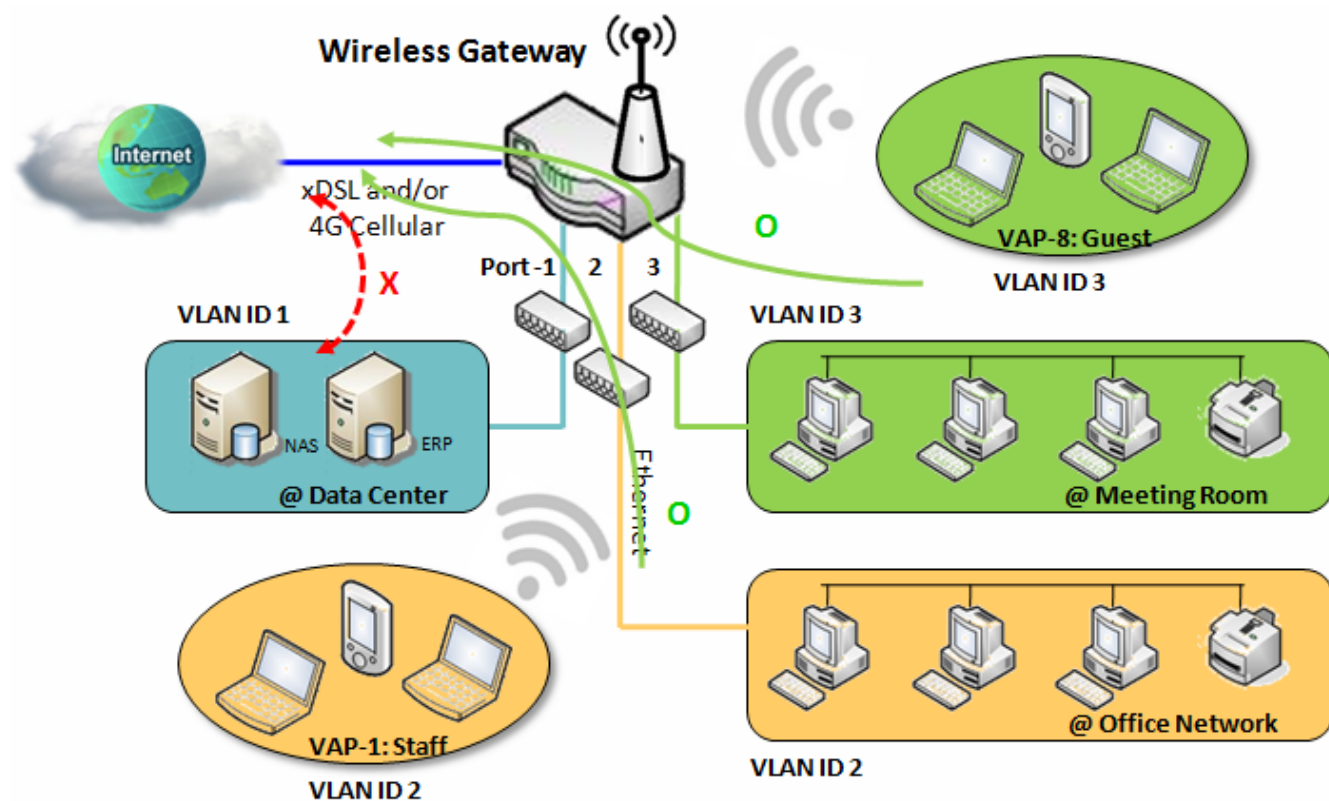 Wireless Gateway
Internet
xDSL and/or
4G Cellular
O
VAP-8: Guest
VLAN ID 3
Port -1
2
3
X
VLAN ID 1
VLAN ID 3
NAS
ERP
@ Data Center
Ethernet
O
@ Meeting Room
VAP-1: Staff
VLAN ID 2
@ Office Network
VLAN ID 2